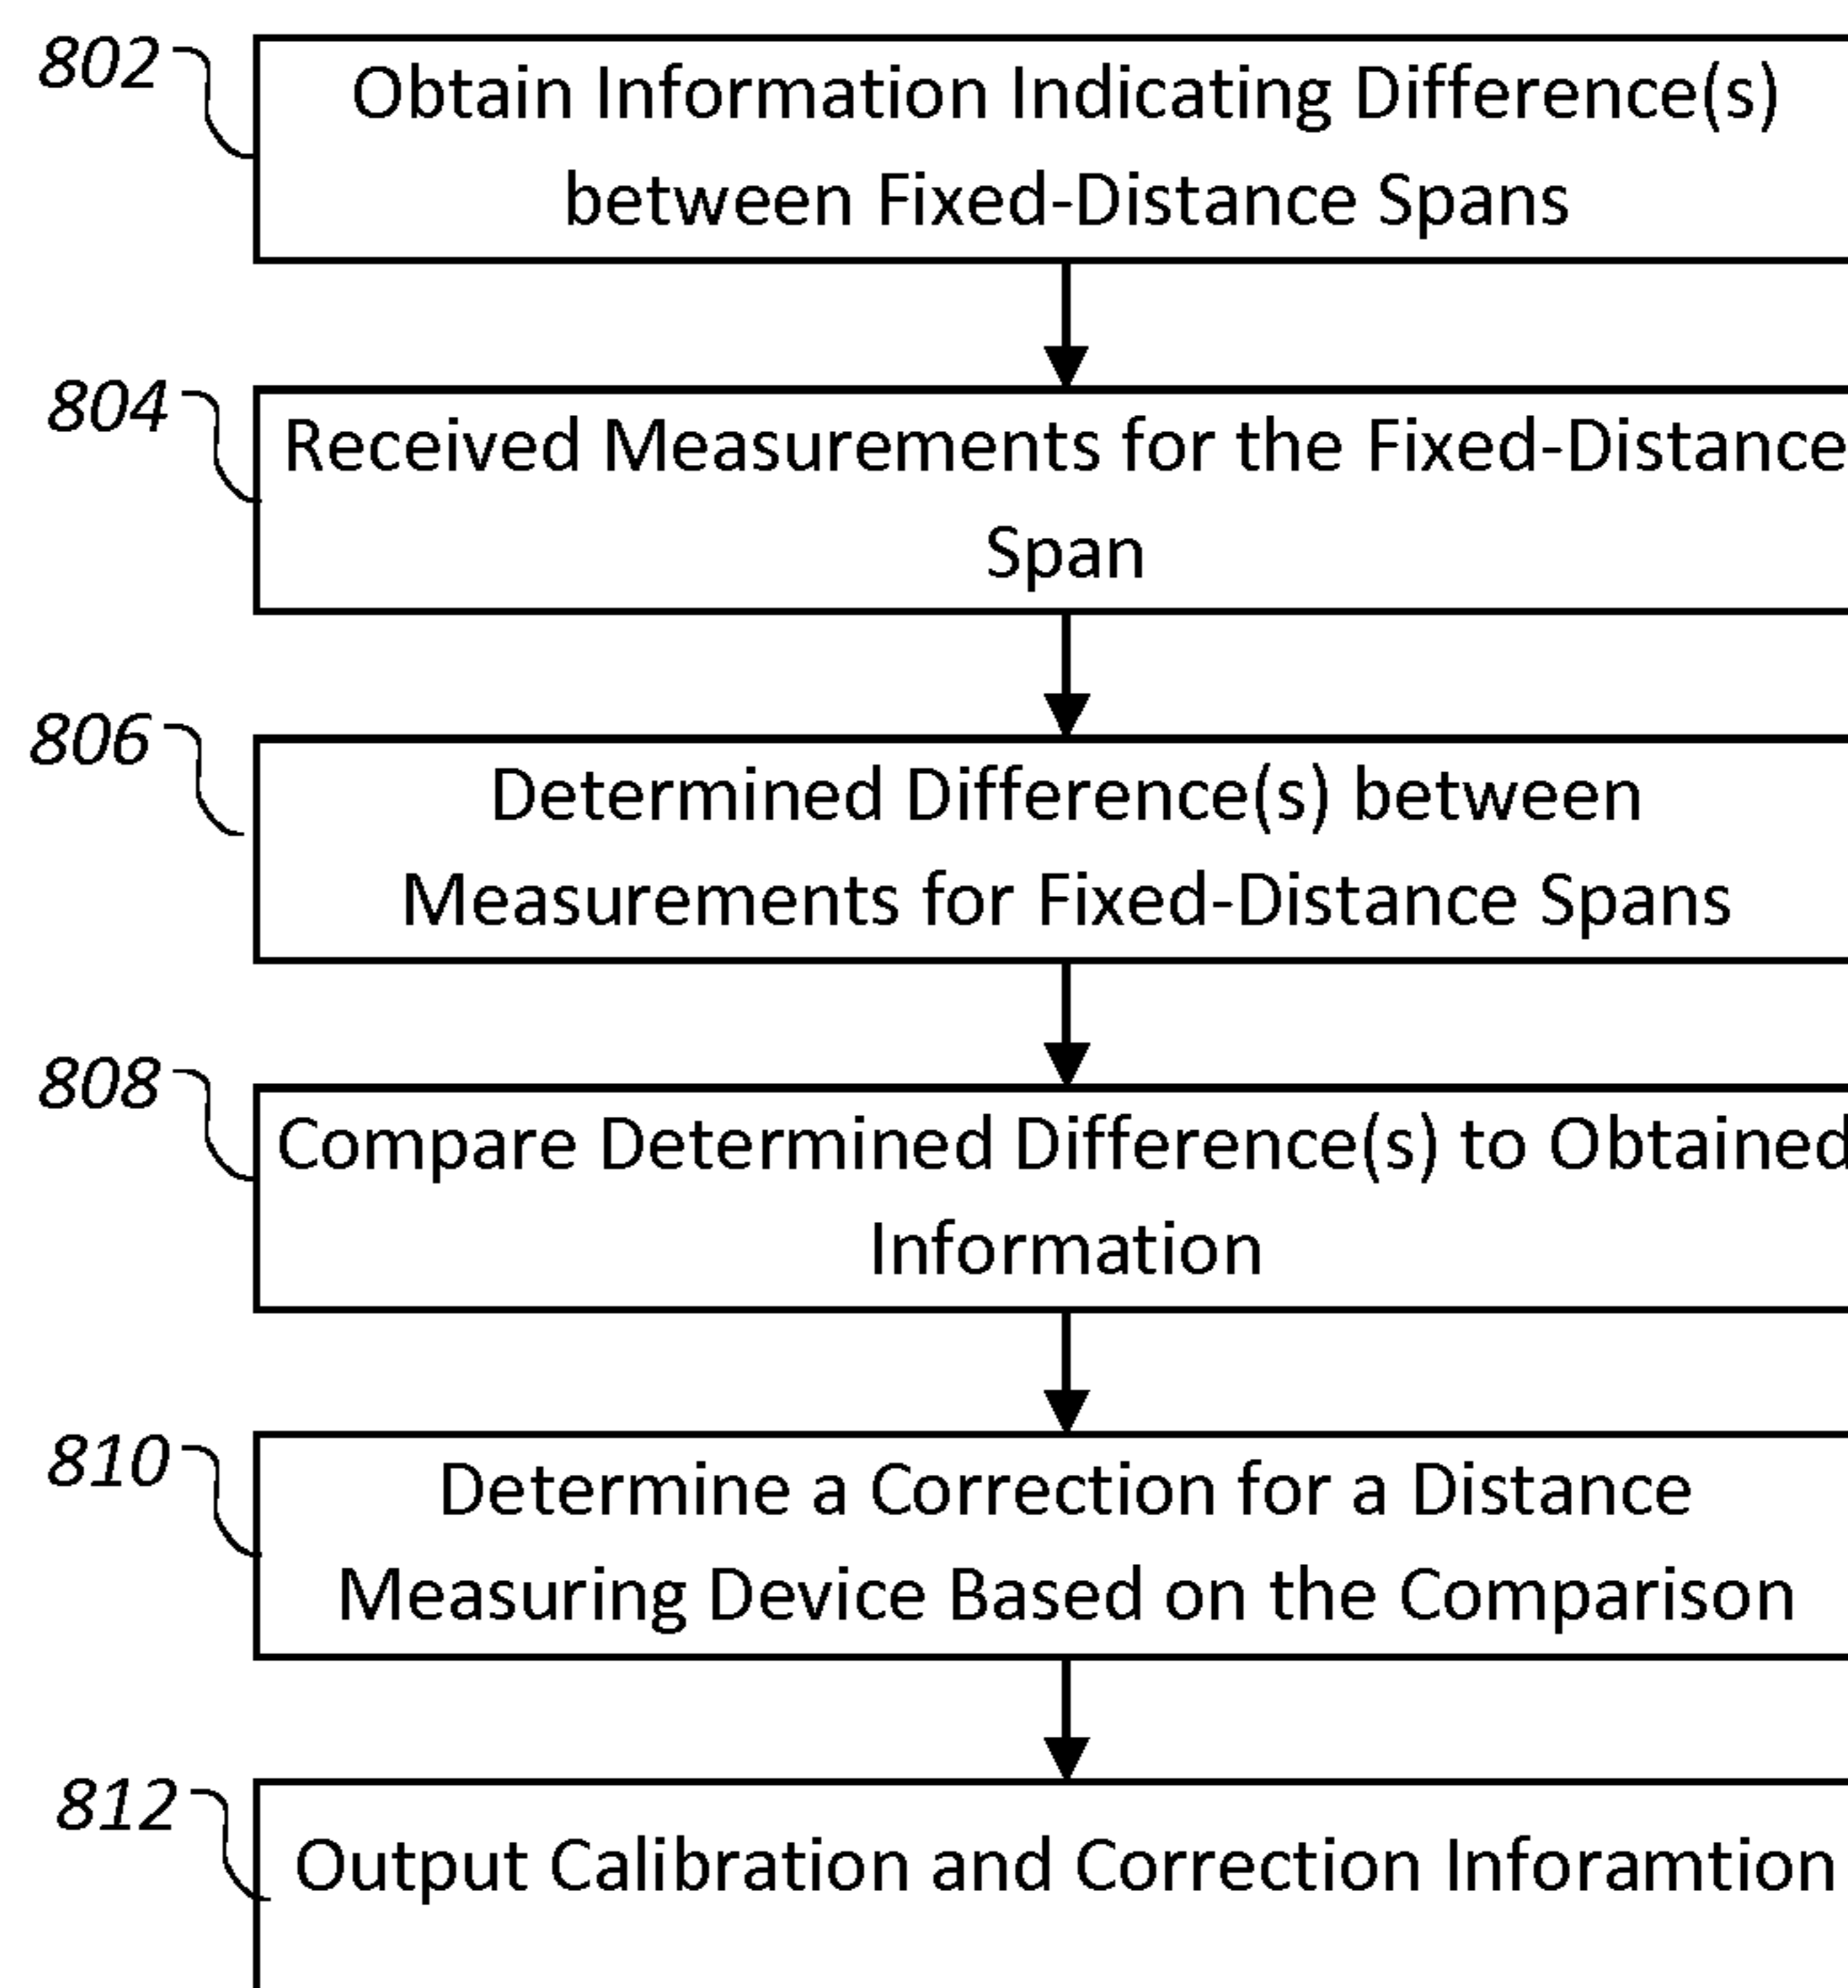 802
Obtain Information Indicating Difference(s)
between Fixed-Distance Spans
804
Received Measurements for the Fixed-Distance
Span
806
Determined Difference(s) between
Measurements for Fixed-Distance Spans
808
Compare Determined Difference(s) to Obtained
Information
810
Determine a Correction for a Distance
Measuring Device Based on the Comparison
812
Output Calibration and Correction Inforamtion